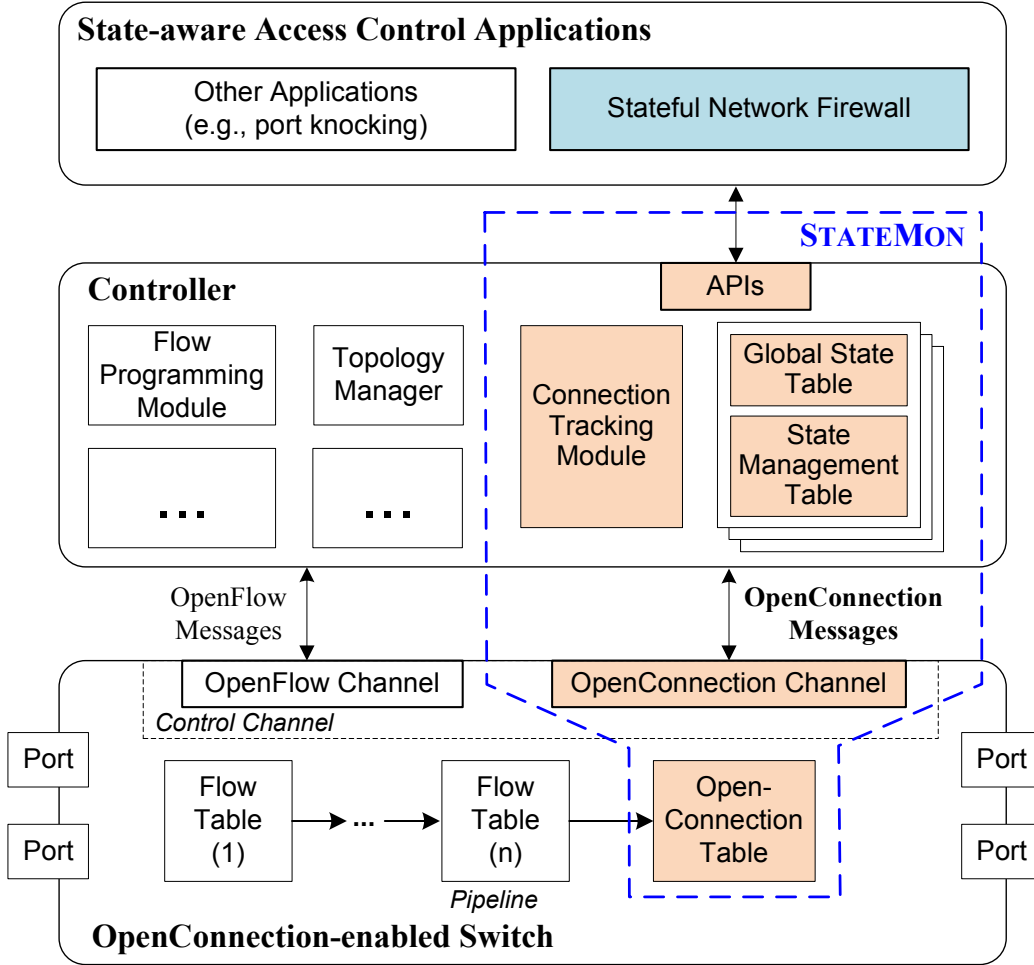 State-aware Access Control Applications
Other Applications
(e.g., port knocking)
Stateful Network Firewall
STATEMON
Controller
APIs
Flow
Programming
Module
Topology
Manager
Connection
Tracking
Module
Global State
Table
State
Management
Table
...
...
OpenFlow
Messages
OpenConnection
Messages
OpenFlow Channel
OpenConnection Channel
Control Channel
Port
Port
Flow
Table
(1)
...
Flow
Table
(n)
Open-
Connection
Table
Port
Port
Pipeline
OpenConnection-enabled Switch